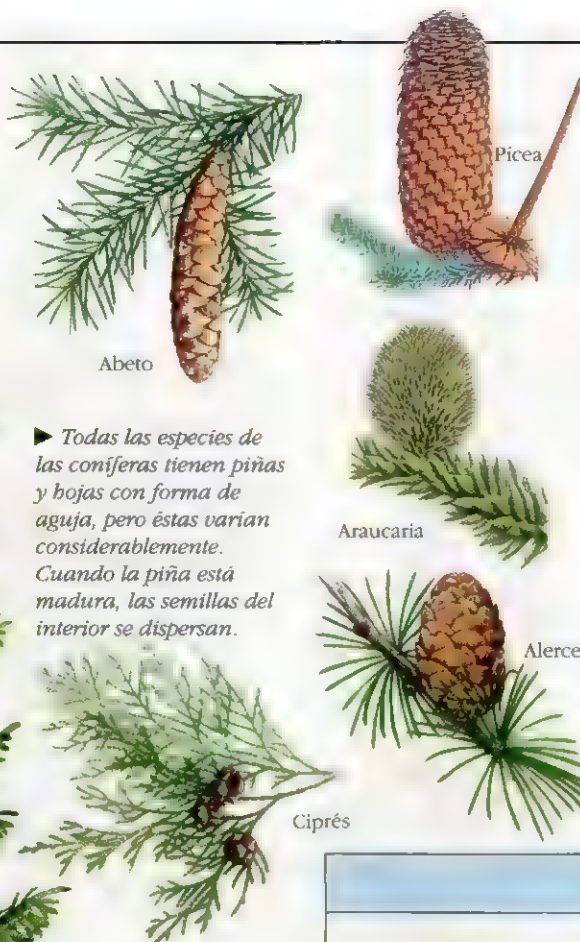 Abeto
Picea
► Todas las especies de
las coníferas tienen piñas
y hojas con forma de
aguja, pero éstas varían
considerablemente.
Cuando la piña está
madura, las semillas del
interior se dispersan.
Araucaria
Alerce
Ciprés